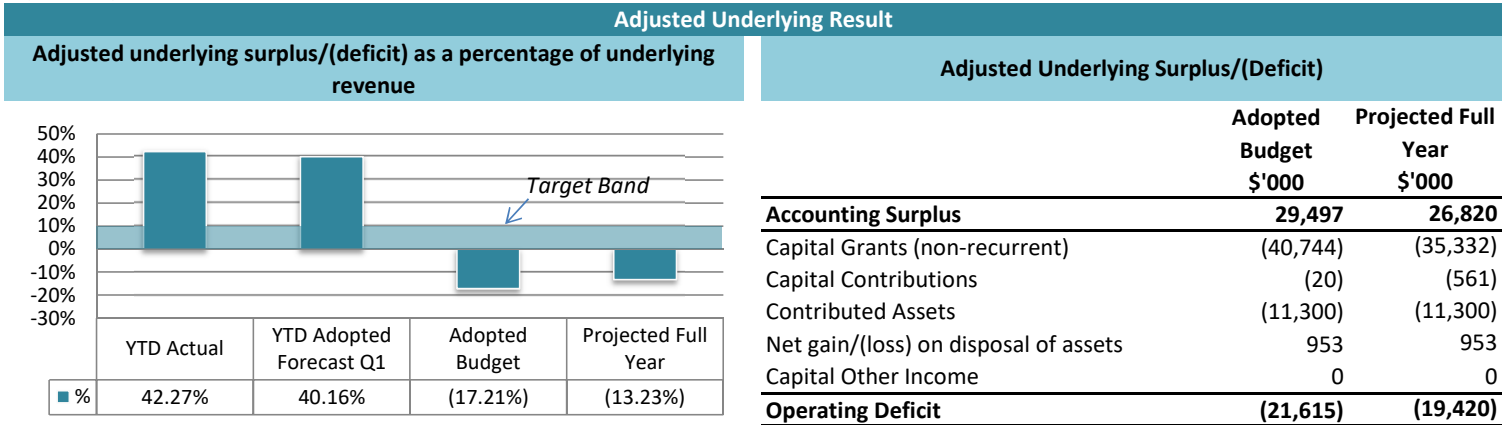 Adjusted Underlying Result
Adjusted underlying surplus/(deficit) as a percentage of underlying
revenue
50%
40%
30%
20%
10%
0%
-10%
-20%
-30%
Target Band
YTD Actual
YTD Adopted
Forecast Q1
Adopted
Budget
Projected Full
Year
% 42.27% 40.16% (17.21%) (13.23%)
Adjusted Underlying Surplus/(Deficit)
Adopted Projected Full
Budget Year
$'000 $'000
Accounting Surplus 29,497 26,820
Capital Grants (non-recurrent) (40,744) (35,332)
Capital Contributions (20) (561)
Contributed Assets (11,300) (11,300)
Net gain/(loss) on disposal of assets 953 953
Capital Other Income 0 0
Operating Deficit (21,615) (19,420)